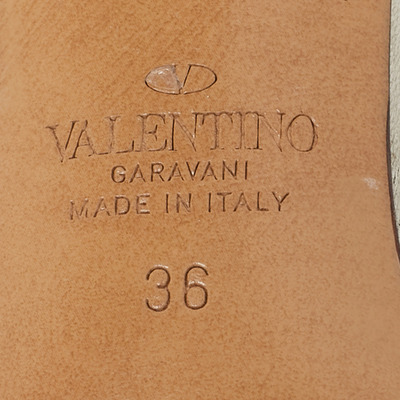 V
VALENTINO
GARAVANI
MADE IN ITALY
36